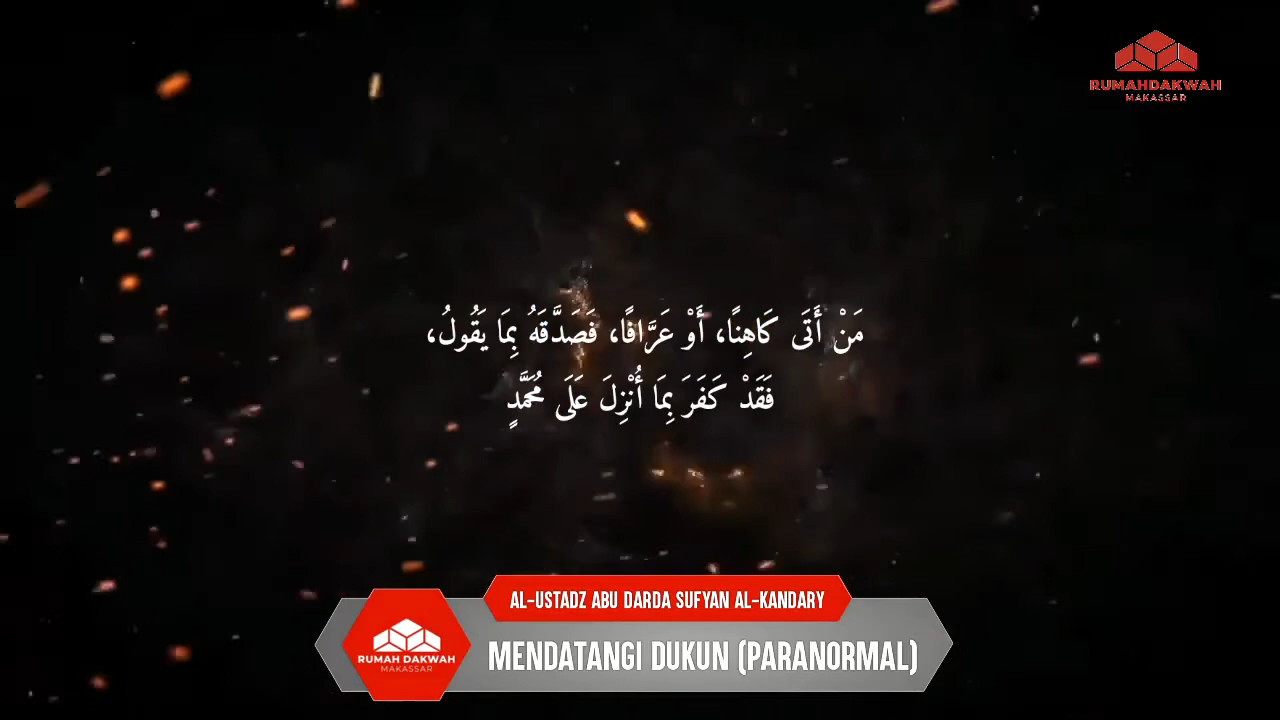 RUMAHDAKWAH
MAKASSAR
مَنْ أَتَى كَاهِنًا، أَوْ عَرَّافًا، فَصَدَّقَهُ بِمَا يَقُولُ،
فَقَدْ كَفَرَ بِمَا أُنْزِلَ عَلَى مُحَمَّدٍ
AL-USTADZ ABU DARDA SUFYAN AL-KANDARY
RUMAH DAKWAH
MAKASSAR
MENDATANGI DUKUN (PARANORMAL)